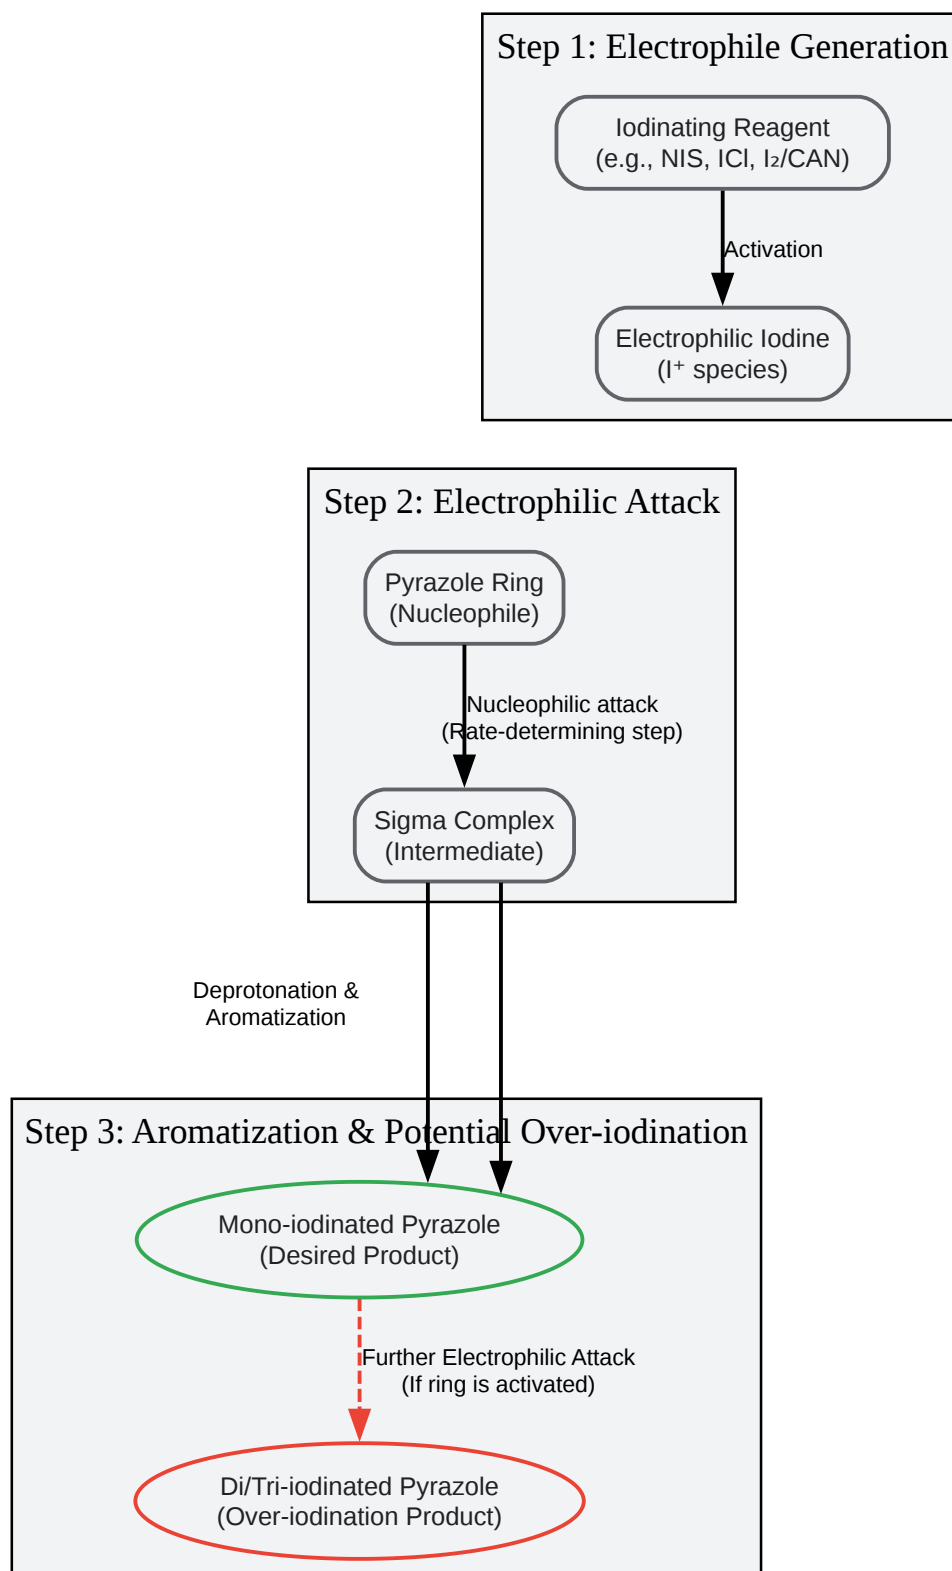 Step 1: Electrophile Generation
Iodinating Reagent
(e.g., NIS, ICl, I₂/CAN)
Activation
Electrophilic Iodine
(I⁺ species)
Step 2: Electrophilic Attack
Pyrazole Ring
(Nucleophile)
Nucleophilic attack
(Rate-determining step)
Sigma Complex
(Intermediate)
Deprotonation &
Aromatization
Step 3: Aromatization & Potential Over-iodination
Mono-iodinated Pyrazole
(Desired Product)
Further Electrophilic Attack
(If ring is activated)
Di/Tri-iodinated Pyrazole
(Over-iodination Product)